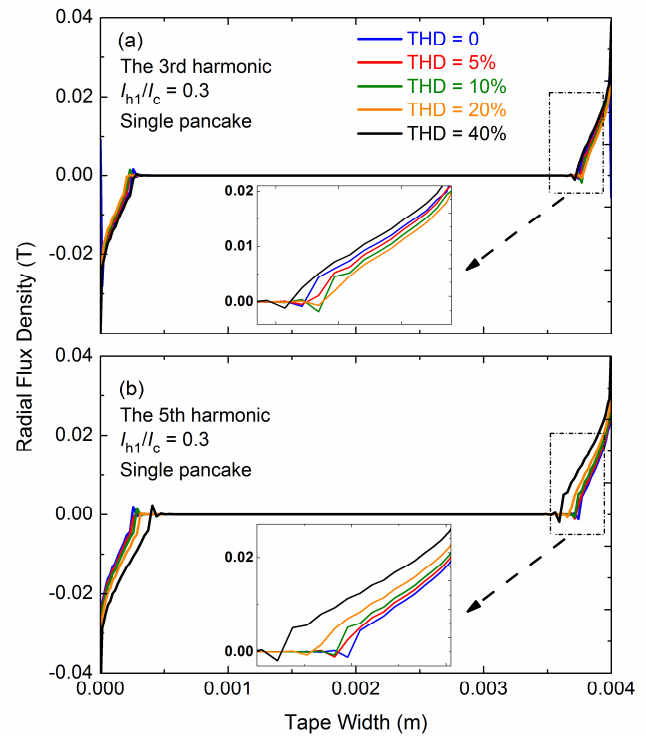 (a)
The 3rd harmonic
Ih1/Ic = 0.3
Single pancake
THD = 0
THD = 5%
THD = 10%
THD = 20%
THD = 40%
0.04
0.02
0.00
-0.02
0.02
0.01
0.00
Radial Flux Density (T)
(b)
The 5th harmonic
Ih1/Ic = 0.3
Single pancake
0.04
0.02
0.00
-0.02
-0.04
0.02
0.00
0.000
0.001
0.002
0.003
0.004
Tape Width (m)